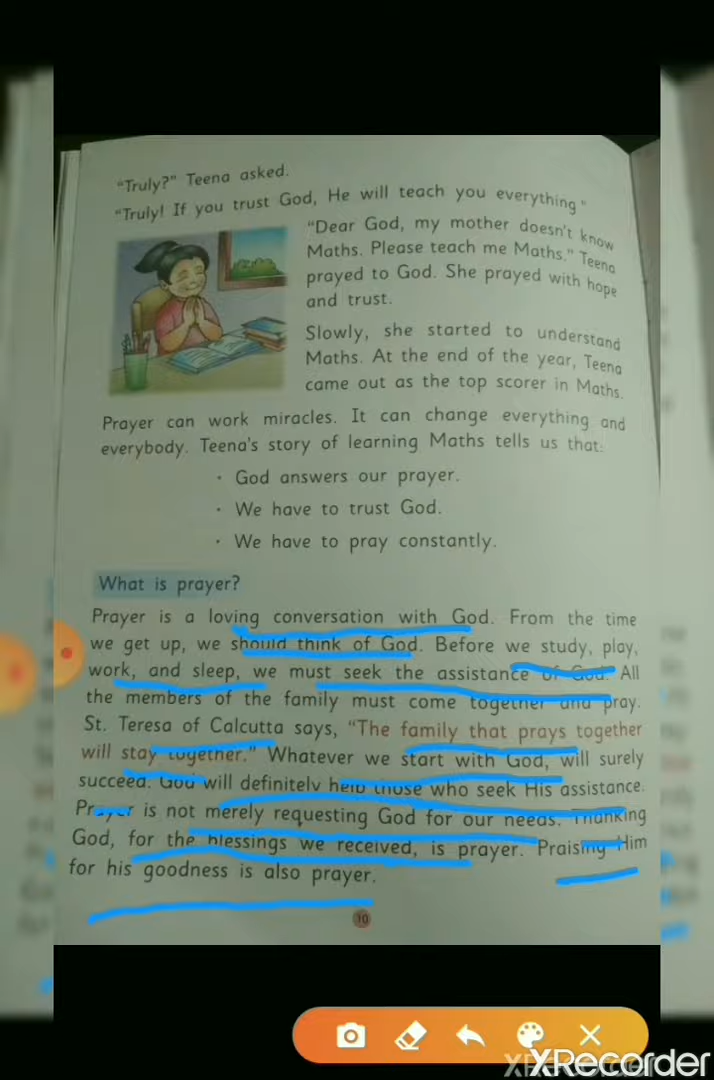 "Truly?" Teena asked.
"Truly! If you trust God, He will teach you everything"
"Dear God, my mother doesn't know
Maths. Please teach me Maths." Teena
prayed to God. She prayed with hope
and trust.
Slowly, she started to understand
Maths. At the end of the year, Teena
came out as the top scorer in Maths.
Prayer can work miracles. It can change everything and
everybody. Teena's story of learning Maths tells us that:
· God answers our prayer.
· We have to trust God.
· We have to pray constantly.
What is prayer?
Prayer is a loving conversation with God. From the time
we get up, we should think of God. Before we study, play,
work, and sleep, we must seek the assistance of God. All
the members of the family must come together and pray.
St. Teresa of Calcutta says, "The family that prays together
will stay together." Whatever we start with God, will surely
succeed. God will definitely help those who seek His assistance.
Prayer is not merely requesting God for our needs. Thanking
God, for the blessings we received, is prayer. Praising Him
for his goodness is also prayer.
10
XRecorder